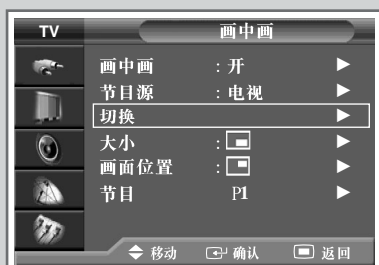 TV 画中画
画中画 : 开
节目源 : 电视
切换
大小 :
画面位置 :
节目 P1
移动 确认 返回